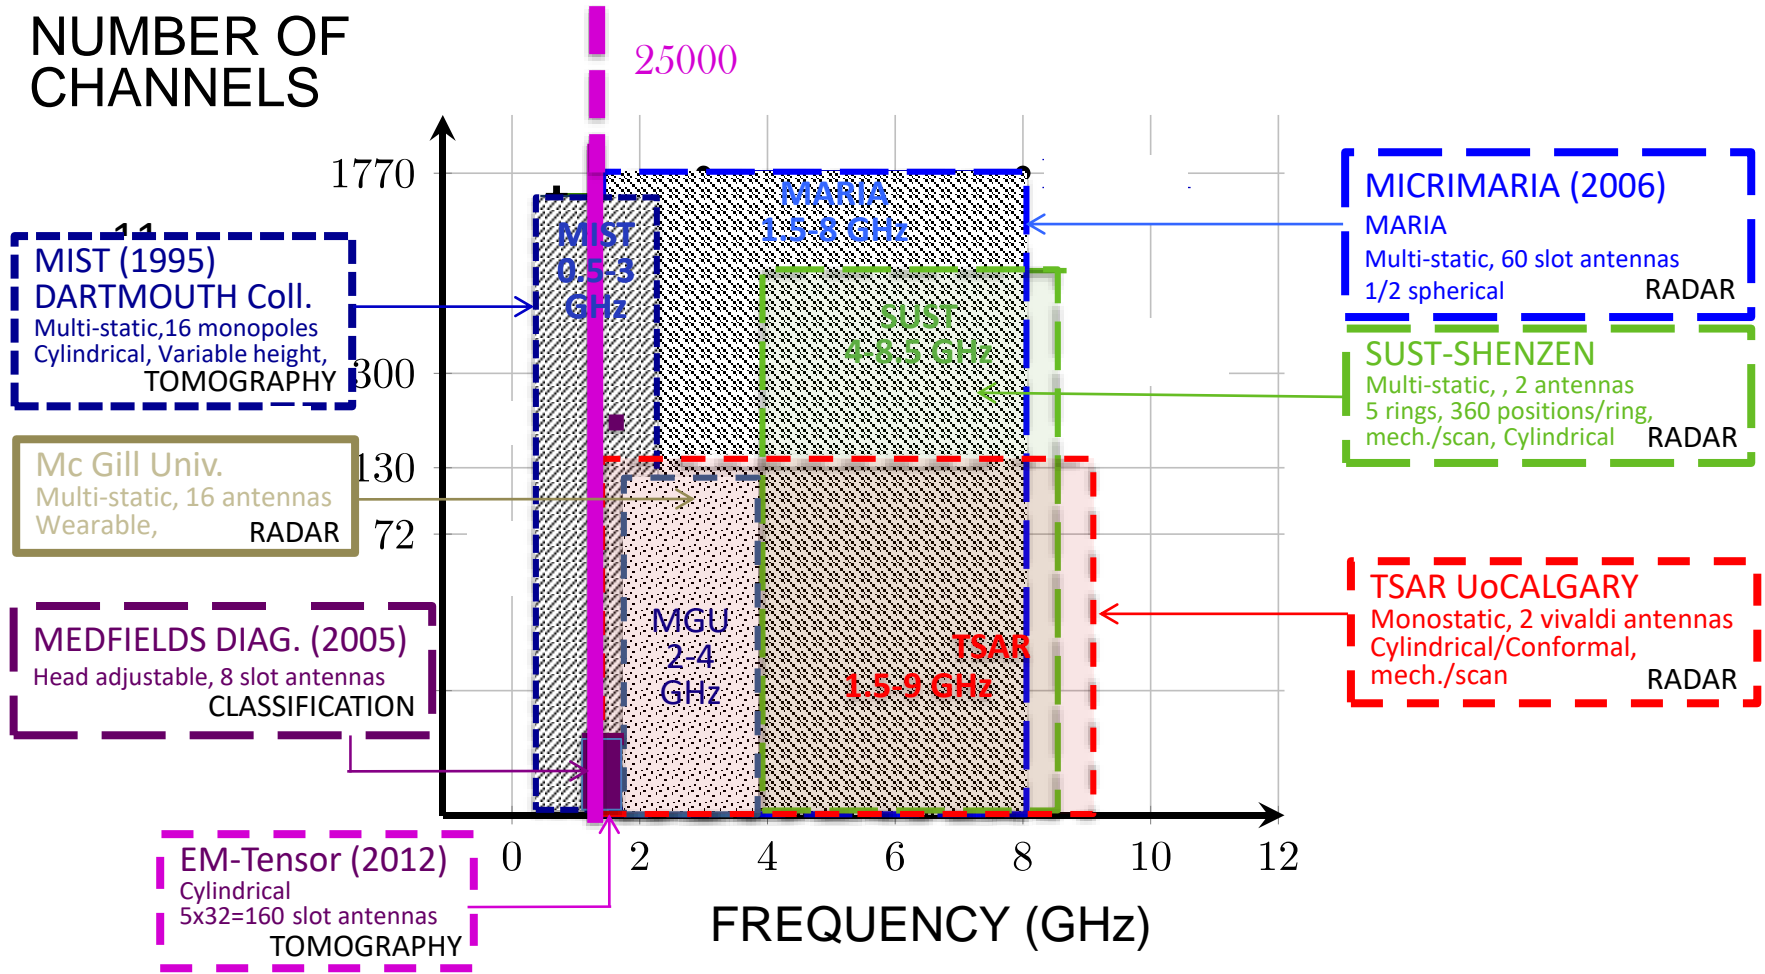 NUMBER OF
CHANNELS
25000
1770
300
130
72
MIST (1995)
DARTMOUTH Coll.
Multi-static,16 monopoles
Cylindrical, Variable height,
TOMOGRAPHY
Mc Gill Univ.
Multi-static, 16 antennas
Wearable,
RADAR
MEDFIELDS DIAG. (2005)
Head adjustable, 8 slot antennas
CLASSIFICATION
EM-Tensor (2012)
Cylindrical
5x32=160 slot antennas
TOMOGRAPHY
MIST
0.5-3
GHz
MARIA
1.5-8 GHz
SUST
4-8.5 GHz
MGU
2-4
GHz
TSAR
1.5-9 GHz
MICRIMARIA (2006)
MARIA
Multi-static, 60 slot antennas
1/2 spherical
RADAR
SUST-SHENZEN
Multi-static, , 2 antennas
5 rings, 360 positions/ring,
mech./scan, Cylindrical
RADAR
TSAR UoCALGARY
Monostatic, 2 vivaldi antennas
Cylindrical/Conformal,
mech./scan
RADAR
0 2 4 6 8 10 12
FREQUENCY (GHz)